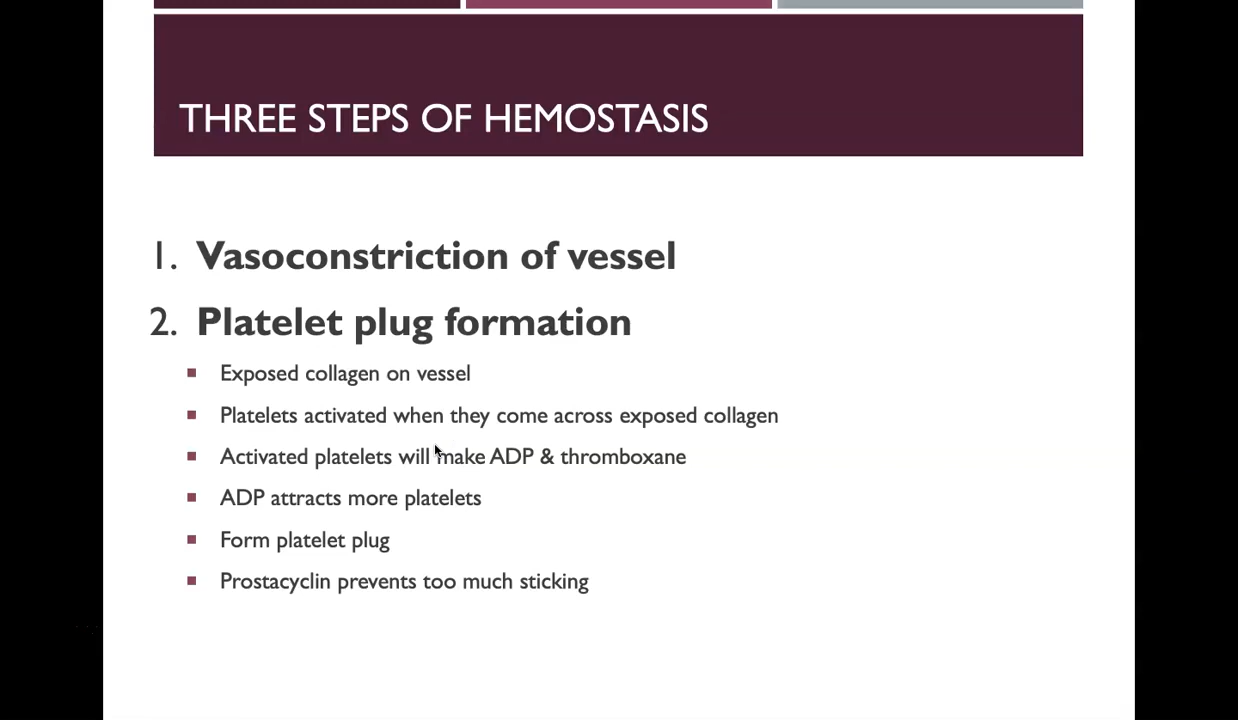 THREE STEPS OF HEMOSTASIS
1. Vasoconstriction of vessel
2. Platelet plug formation
Exposed collagen on vessel
Platelets activated when they come across exposed collagen
Activated platelets will make ADP & thromboxane
ADP attracts more platelets
Form platelet plug
Prostacyclin prevents too much sticking